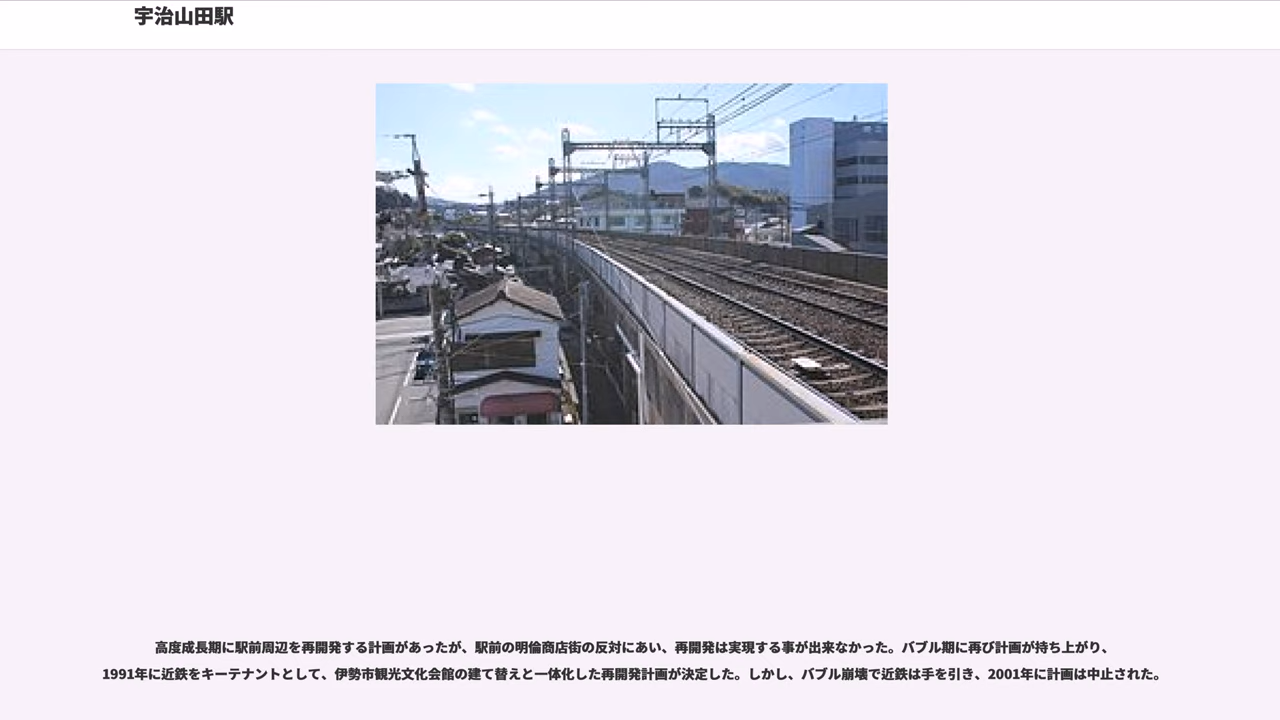 宇治山田駅
高度成長期に駅前周辺を再開発する計画があったが、駅前の明倫商店街の反対にあい、再開発は実現する事が出来なかった。バブル期に再び計画が持ち上がり、
1991年に近鉄をキーテナントとして、伊勢市観光文化会館の建て替えと一体化した再開発計画が決定した。しかし、バブル崩壊で近鉄は手を引き、2001年に計画は中止された。